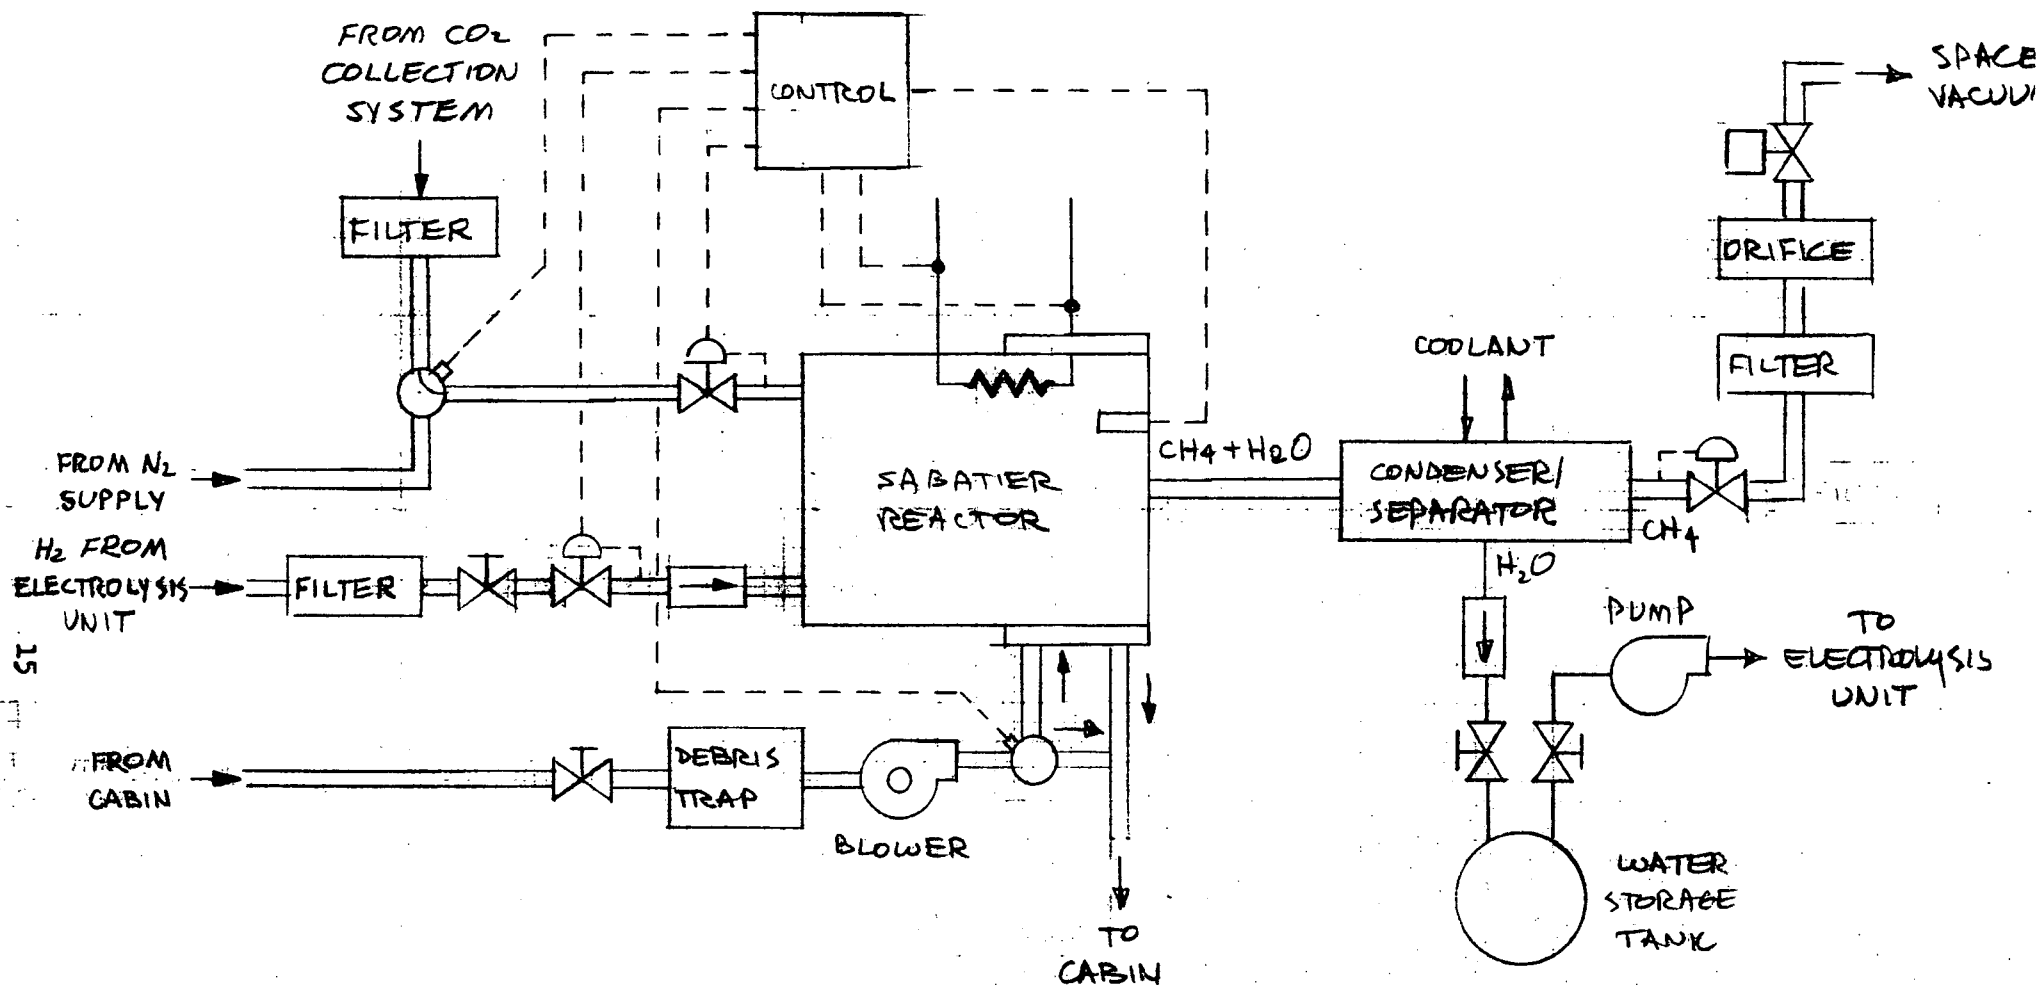 FROM CO₂
COLLECTION
SYSTEM
CONTROL
SPACE
FILTER
ORIFICE
COOLANT
FILTER
FROM N₂
SUPPLY
CH₄ + H₂O
SABATIER
REACTOR
CONDENSER/
SEPARATOR
CH₄
H₂O
H₂ FROM
ELECTROLYSIS
UNIT
FILTER
PUMP
TO
ELECTROLYSIS
UNIT
15
FROM
CABIN
DEBRIS
TRAP
BLOWER
WATER
STORAGE
TANK
TO
CABIN